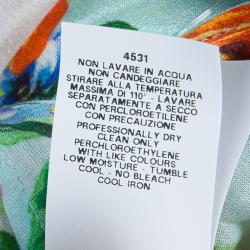 4531
NON LAVARE IN ACQUA
NON CANDEGGIARE
STIRARE ALLA TEMPERATURA
MASSIMA DI 110° - LAVARE
SEPARATAMENTE A SECCO
CON PERCLOROETILENE
CON PRECAUZIONE
PROFESSIONALLY DRY
CLEAN ONLY
PERCHLOROETHYLENE
WITH LIKE COLOURS
LOW MOISTURE - TUMBLE
COOL - NO BLEACH
COOL IRON